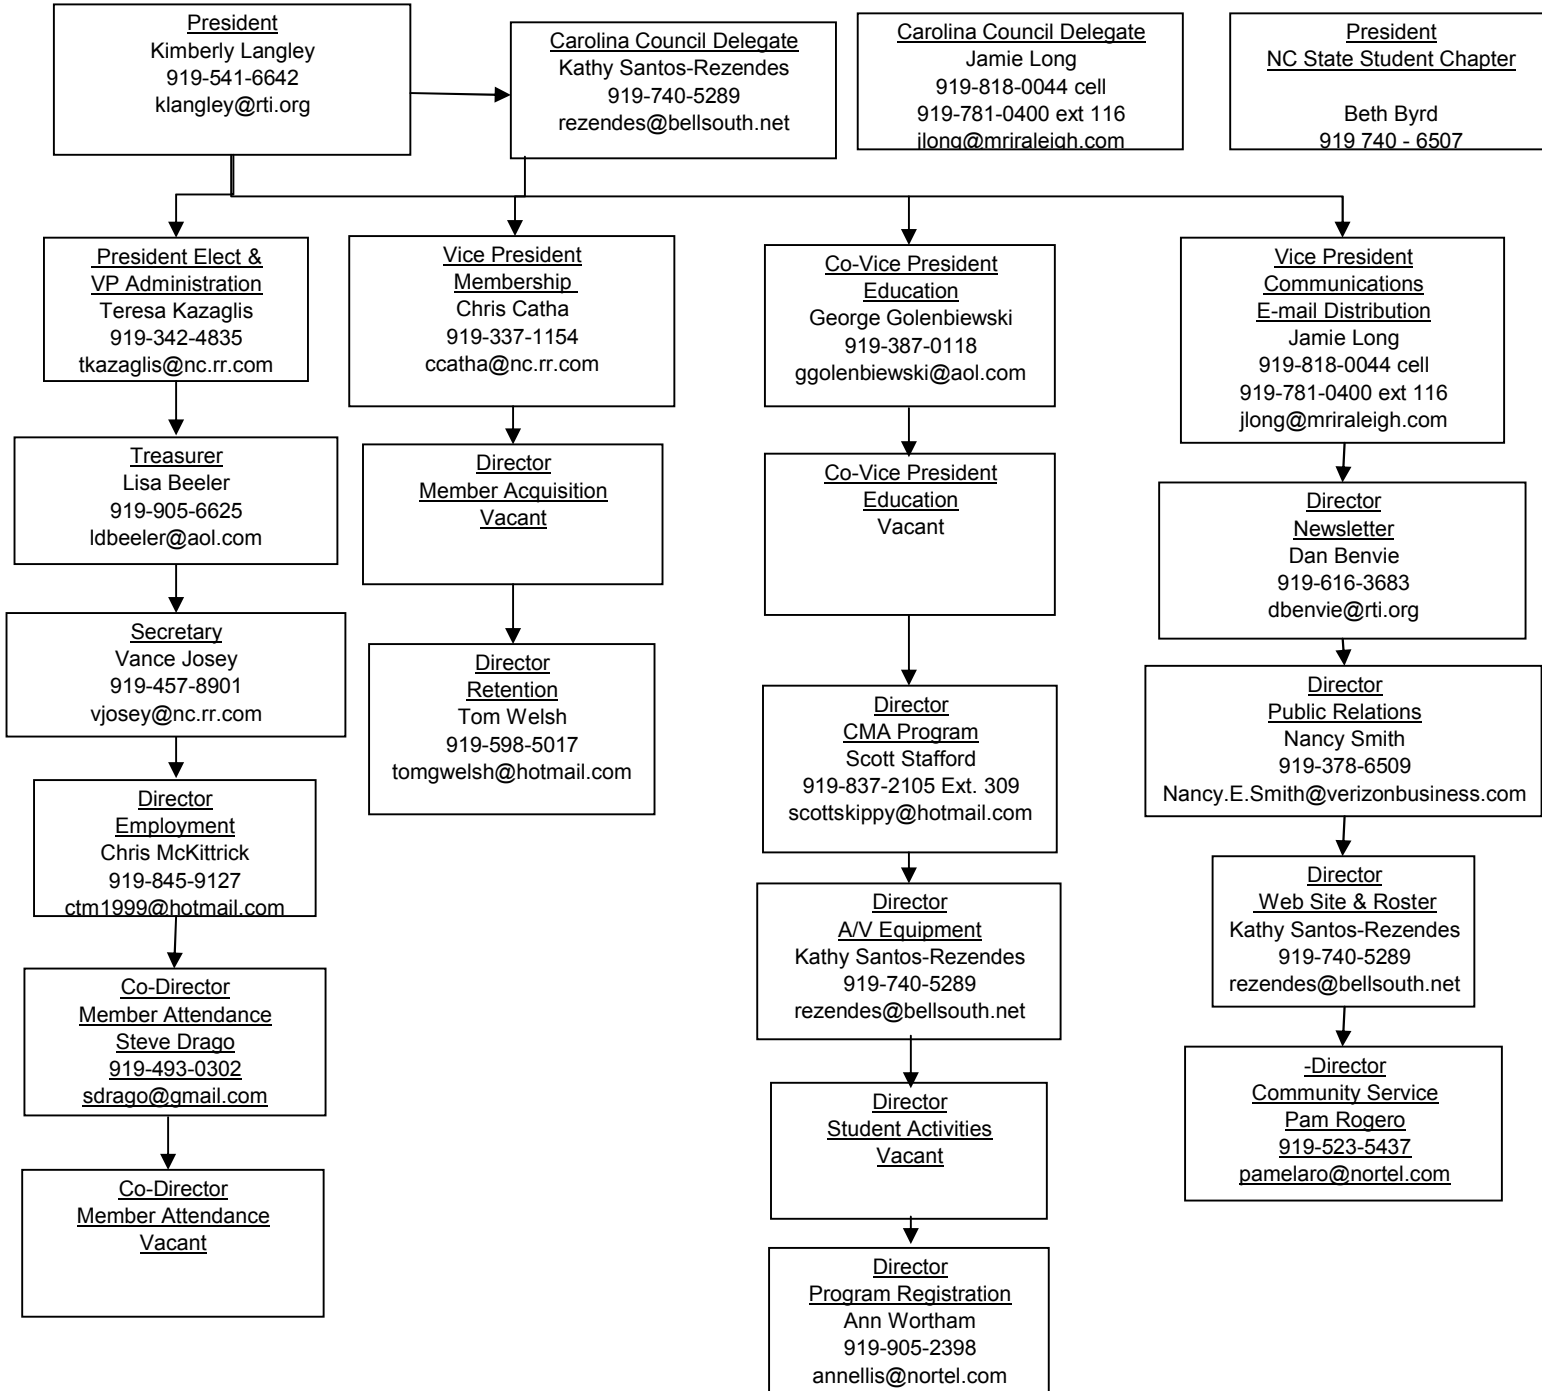 President
Kimberly Langley
919-541-6642
klangley@rti.org
Carolina Council Delegate
Kathy Santos-Rezendes
919-740-5289
rezendes@bellsouth.net
Carolina Council Delegate
Jamie Long
919-818-0044 cell
919-781-0400 ext 116
jlong@mriraleigh.com
President
NC State Student Chapter
Beth Byrd
919 740 - 6507
President Elect &
VP Administration
Teresa Kazaglis
919-342-4835
tkazaglis@nc.rr.com
Treasurer
Lisa Beeler
919-905-6625
ldbeeler@aol.com
Secretary
Vance Josey
919-457-8901
vjosey@nc.rr.com
Director
Employment
Chris McKittrick
919-845-9127
ctm1999@hotmail.com
Co-Director
Member Attendance
Steve Drago
919-493-0302
sdrago@gmail.com
Co-Director
Member Attendance
Vacant
Vice President
Membership
Chris Catha
919-337-1154
ccatha@nc.rr.com
Director
Member Acquisition
Vacant
Director
Retention
Tom Welsh
919-598-5017
tomgwelsh@hotmail.com
Co-Vice President
Education
George Golenbiewski
919-387-0118
ggolenbiewski@aol.com
Co-Vice President
Education
Vacant
Director
CMA Program
Scott Stafford
919-837-2105 Ext. 309
scottskippy@hotmail.com
Director
A/V Equipment
Kathy Santos-Rezendes
919-740-5289
rezendes@bellsouth.net
Director
Student Activities
Vacant
Director
Program Registration
Ann Wortham
919-905-2398
annellis@nortel.com
Vice President
Communications
E-mail Distribution
Jamie Long
919-818-0044 cell
919-781-0400 ext 116
jlong@mriraleigh.com
Director
Newsletter
Dan Benvie
919-616-3683
dbenvie@rti.org
Director
Public Relations
Nancy Smith
919-378-6509
Nancy.E.Smith@verizonbusiness.com
Director
Web Site & Roster
Kathy Santos-Rezendes
919-740-5289
rezendes@bellsouth.net
-Director
Community Service
Pam Rogero
919-523-5437
pamelaro@nortel.com